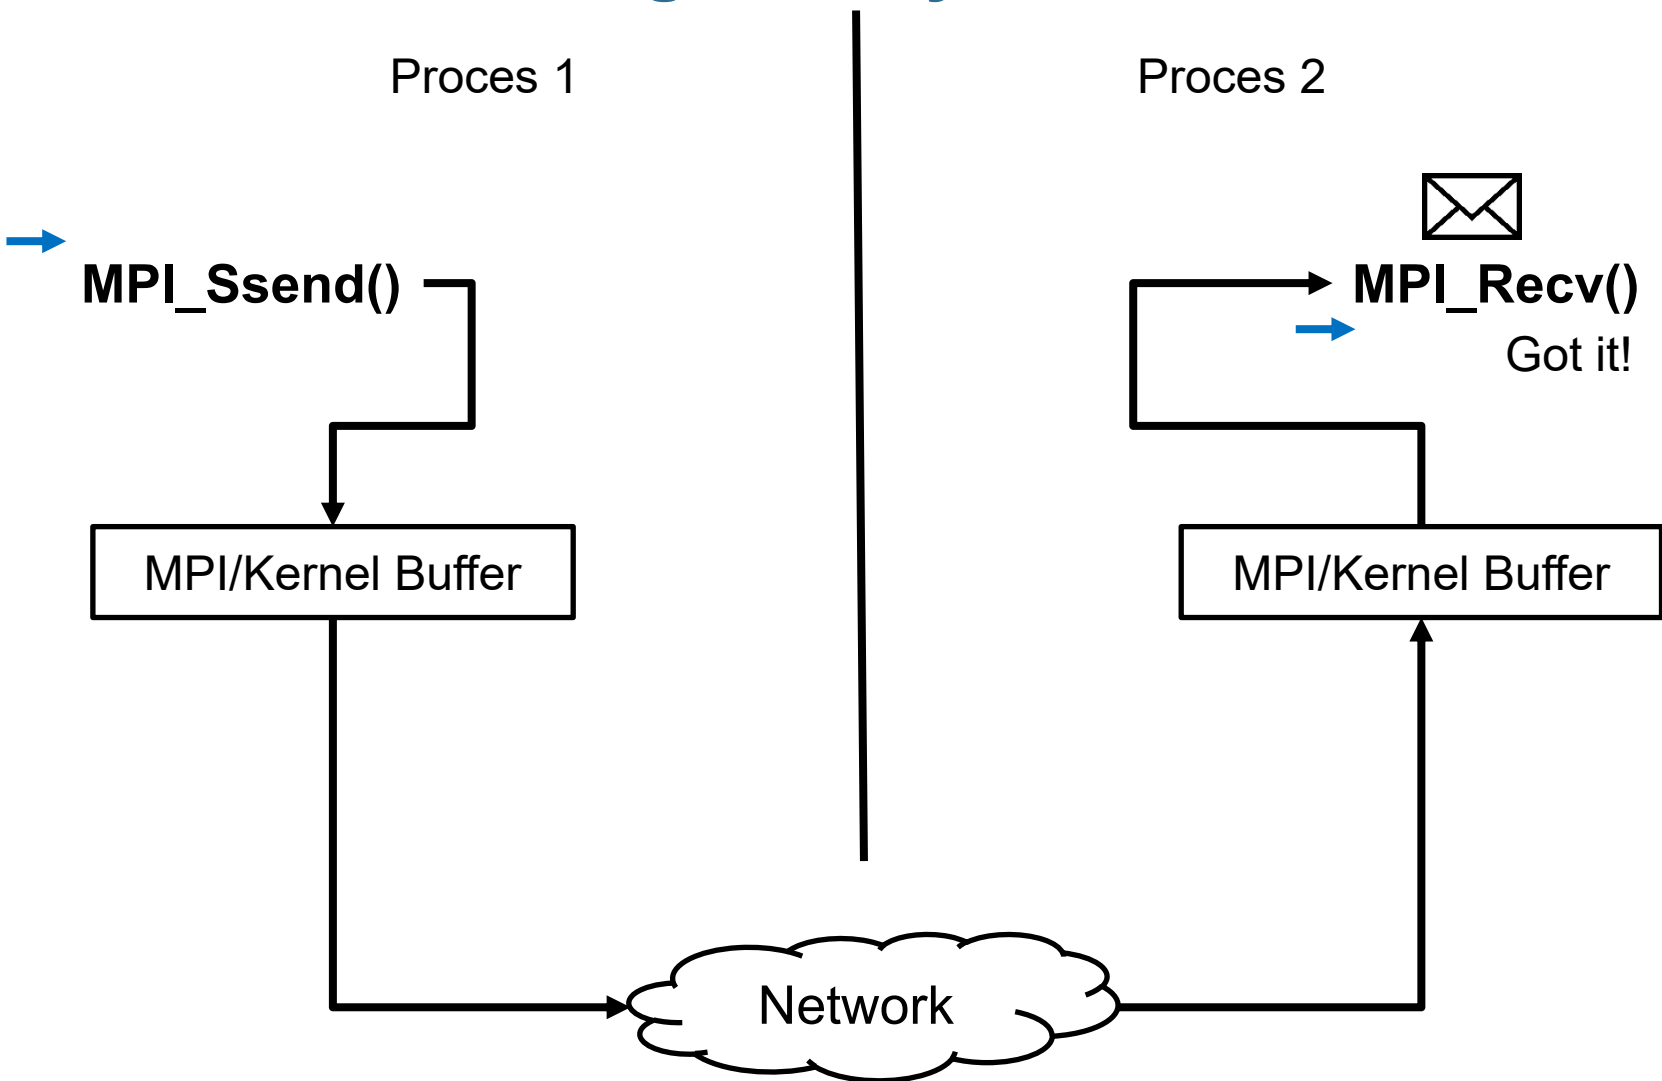 Proces 1
Proces 2
MPI_Ssend()
MPI_Recv()
Got it!
MPI/Kernel Buffer
MPI/Kernel Buffer
Network